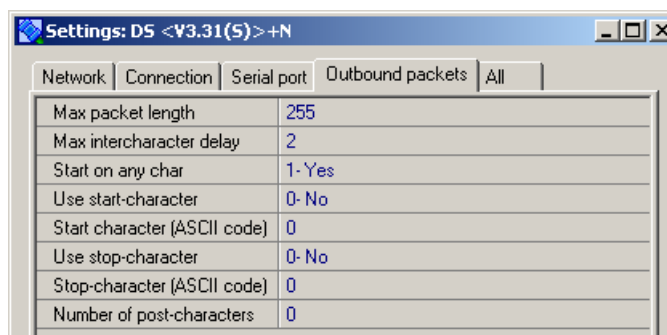 Settings: DS <V3.31(S)>+N
Network Connection Serial port Outbound packets All
Max packet length 255
Max intercharacter delay 2
Start on any char 1- Yes
Use start-character 0- No
Start character (ASCII code) 0
Use stop-character 0- No
Stop-character (ASCII code) 0
Number of post-characters 0